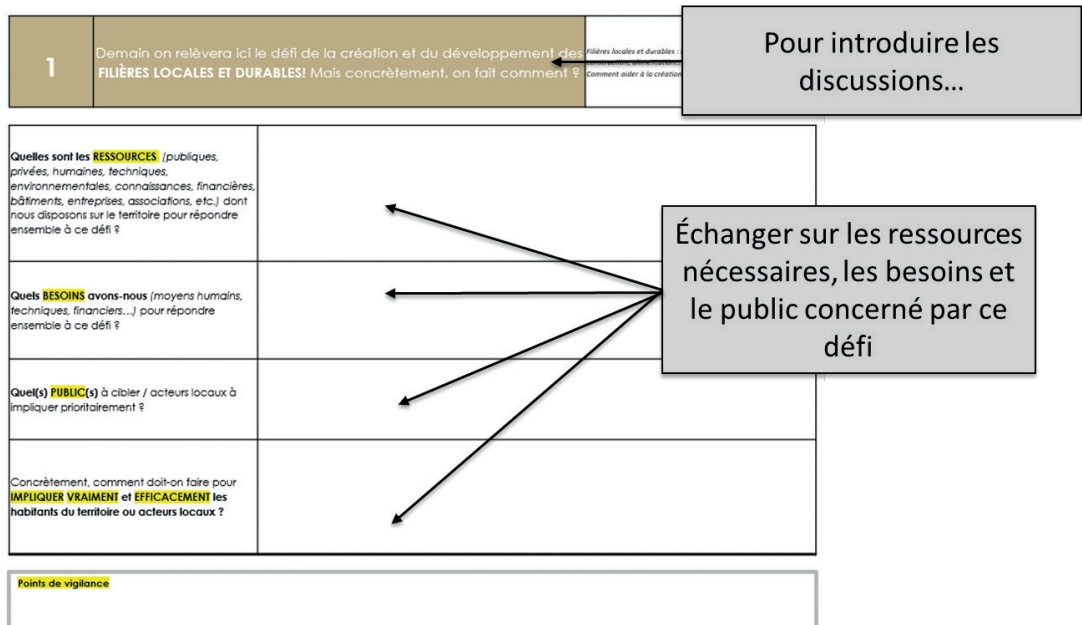 1
Demain on relèvera ici le défi de la création et du développement des
FILIÈRES LOCALES ET DURABLES! Mais concrètement, on fait comment ?
Filières locales et durables :
construction, alimentation
Comment aider à la création
Pour introduire les
discussions...
Quelles sont les RESSOURCES (publiques,
privées, humaines, techniques,
environnementales, connaissances, financières,
bâtiments, entreprises, associations, etc.) dont
nous disposons sur le territoire pour répondre
ensemble à ce défi ?
Échanger sur les ressources
nécessaires, les besoins et
le public concerné par ce
défi
Quels BESOINS avons-nous (moyens humains,
techniques, financiers...) pour répondre
ensemble à ce défi ?
Quel(s) PUBLIC(s) à cibler / acteurs locaux à
impliquer prioritairement ?
Concrètement, comment doit-on faire pour
IMPLIQUER VRAIMENT et EFFICACEMENT les
habitants du territoire ou acteurs locaux ?
Points de vigilance